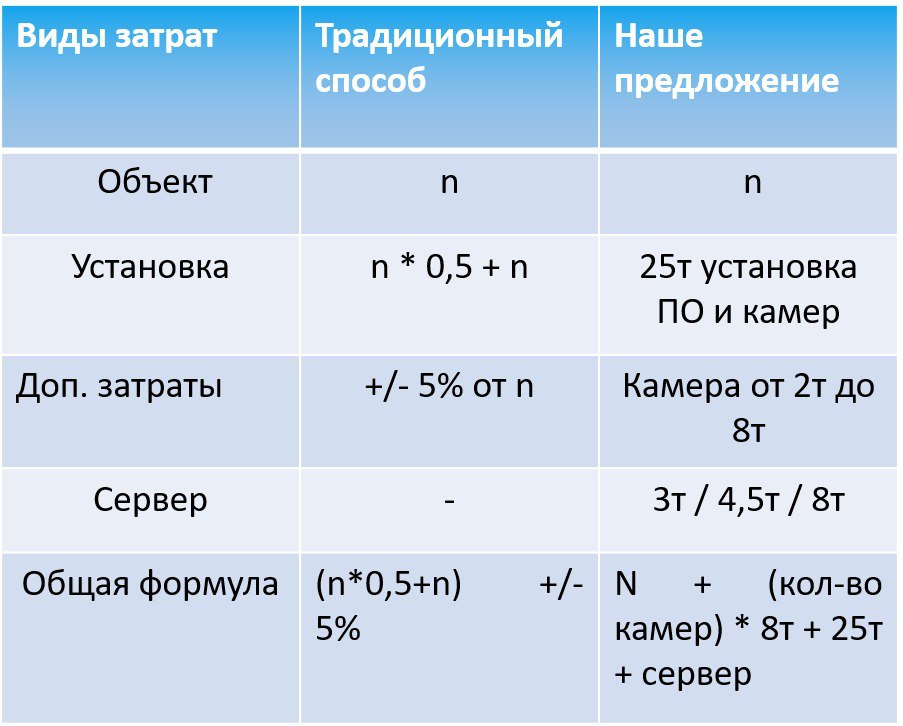 Виды затрат
Традиционный
способ
Наше
предложение
Объект
n
n
Установка
n * 0,5 + n
25т установка
ПО и камер
Доп. затраты
+/- 5% от n
Камера от 2т до
8т
Сервер
-
3т / 4,5т / 8т
Общая формула
(n*0,5+n) +/-
5%
N + (кол-во
камер) * 8т + 25т
+ сервер